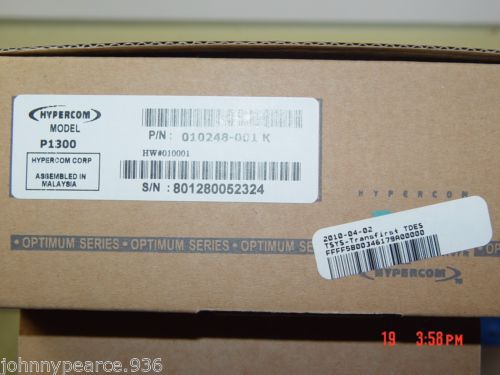 HYPERCOM
MODEL
P1300
HYPERCOM CORP
ASSEMBLED IN
MALAYSIA
P/N: 010248-001 K
HW#010001
S/N : 801280052324
HYPERCOM
• OPTIMUM SERIES • OPTIMUM SERIES • OPTIMUM SERIES •
2010-04-02
TSYS-Transfirst TDES
FFFF5B00346179A00000
HYPERCOM
19 3:58PM
johnnypearce.936